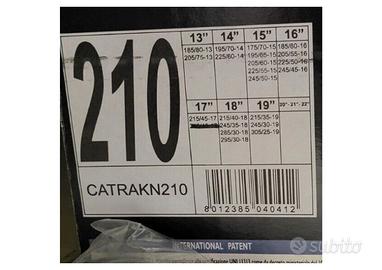 210
13" 14" 15" 16"
185/80-13 195/70-14 175/70-15 185/80-16
205/75-13 225/60-14 195/65-15 205/55-16
205/60-15 225/50-16
225/55-15 245/45-16
245/50-15
17" 18" 19" 20"- 21"- 22"
215/45-17 215/40-18 215/35-19
245/35-18 245/30-19
285/30-18 305/25-19
295/30-18
CATRAKN210
8 012385 040412
INTERNATIONAL PATENT
subito